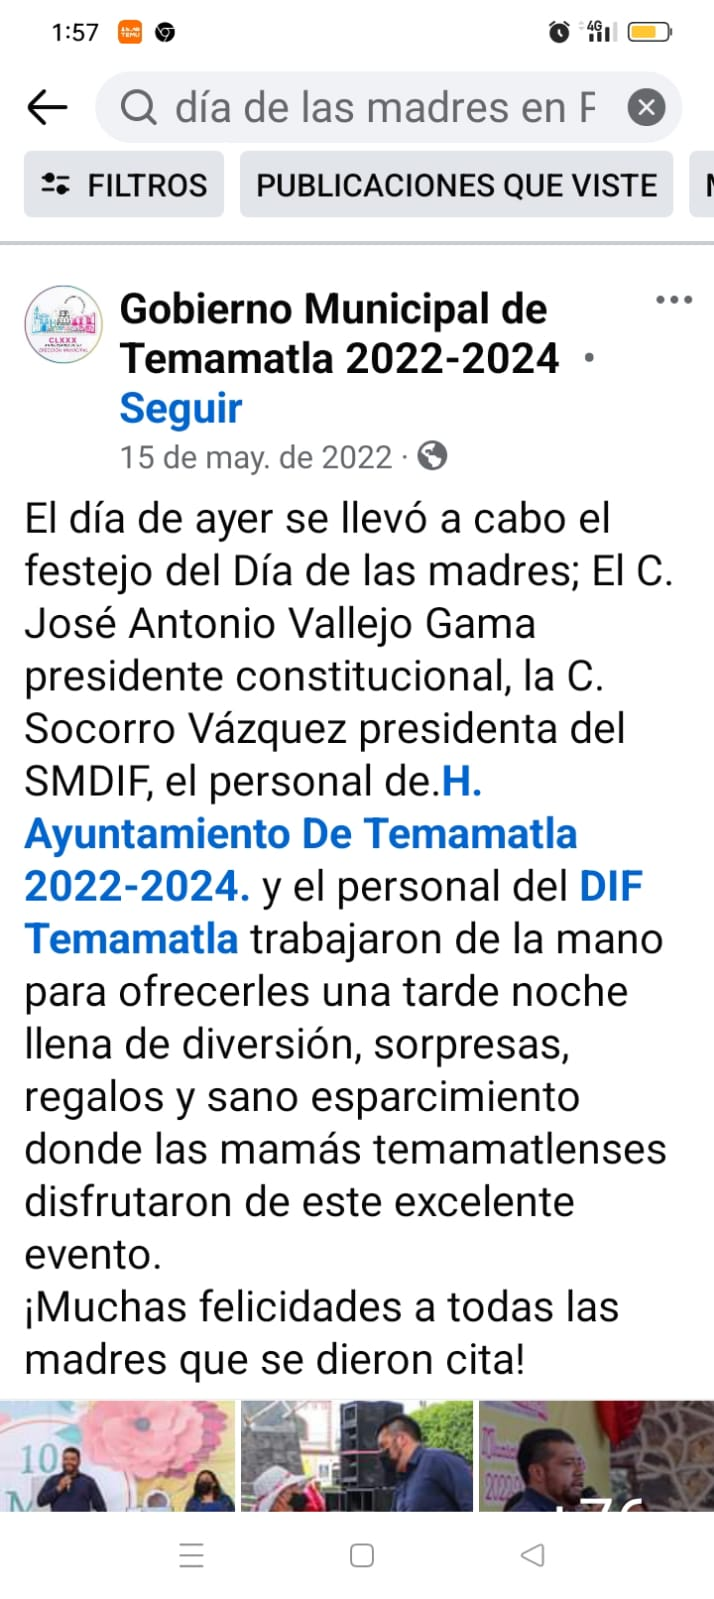 1:57
4G
día de las madres en
FILTROS
PUBLICACIONES QUE VISTE
Gobierno Municipal de
Temamatla 2022-2024 ·
Seguir
15 de may. de 2022 ·
CLXXX
El día de ayer se llevó a cabo el
festejo del Día de las madres; El C.
José Antonio Vallejo Gama
presidente constitucional, la C.
Socorro Vázquez presidenta del
SMDIF, el personal de.H.
Ayuntamiento De Temamatla
2022-2024. y el personal del DIF
Temamatla trabajaron de la mano
para ofrecerles una tarde noche
llena de diversión, sorpresas,
regalos y sano esparcimiento
donde las mamás temamatlenses
disfrutaron de este excelente
evento.
¡Muchas felicidades a todas las
madres que se dieron cita!
10